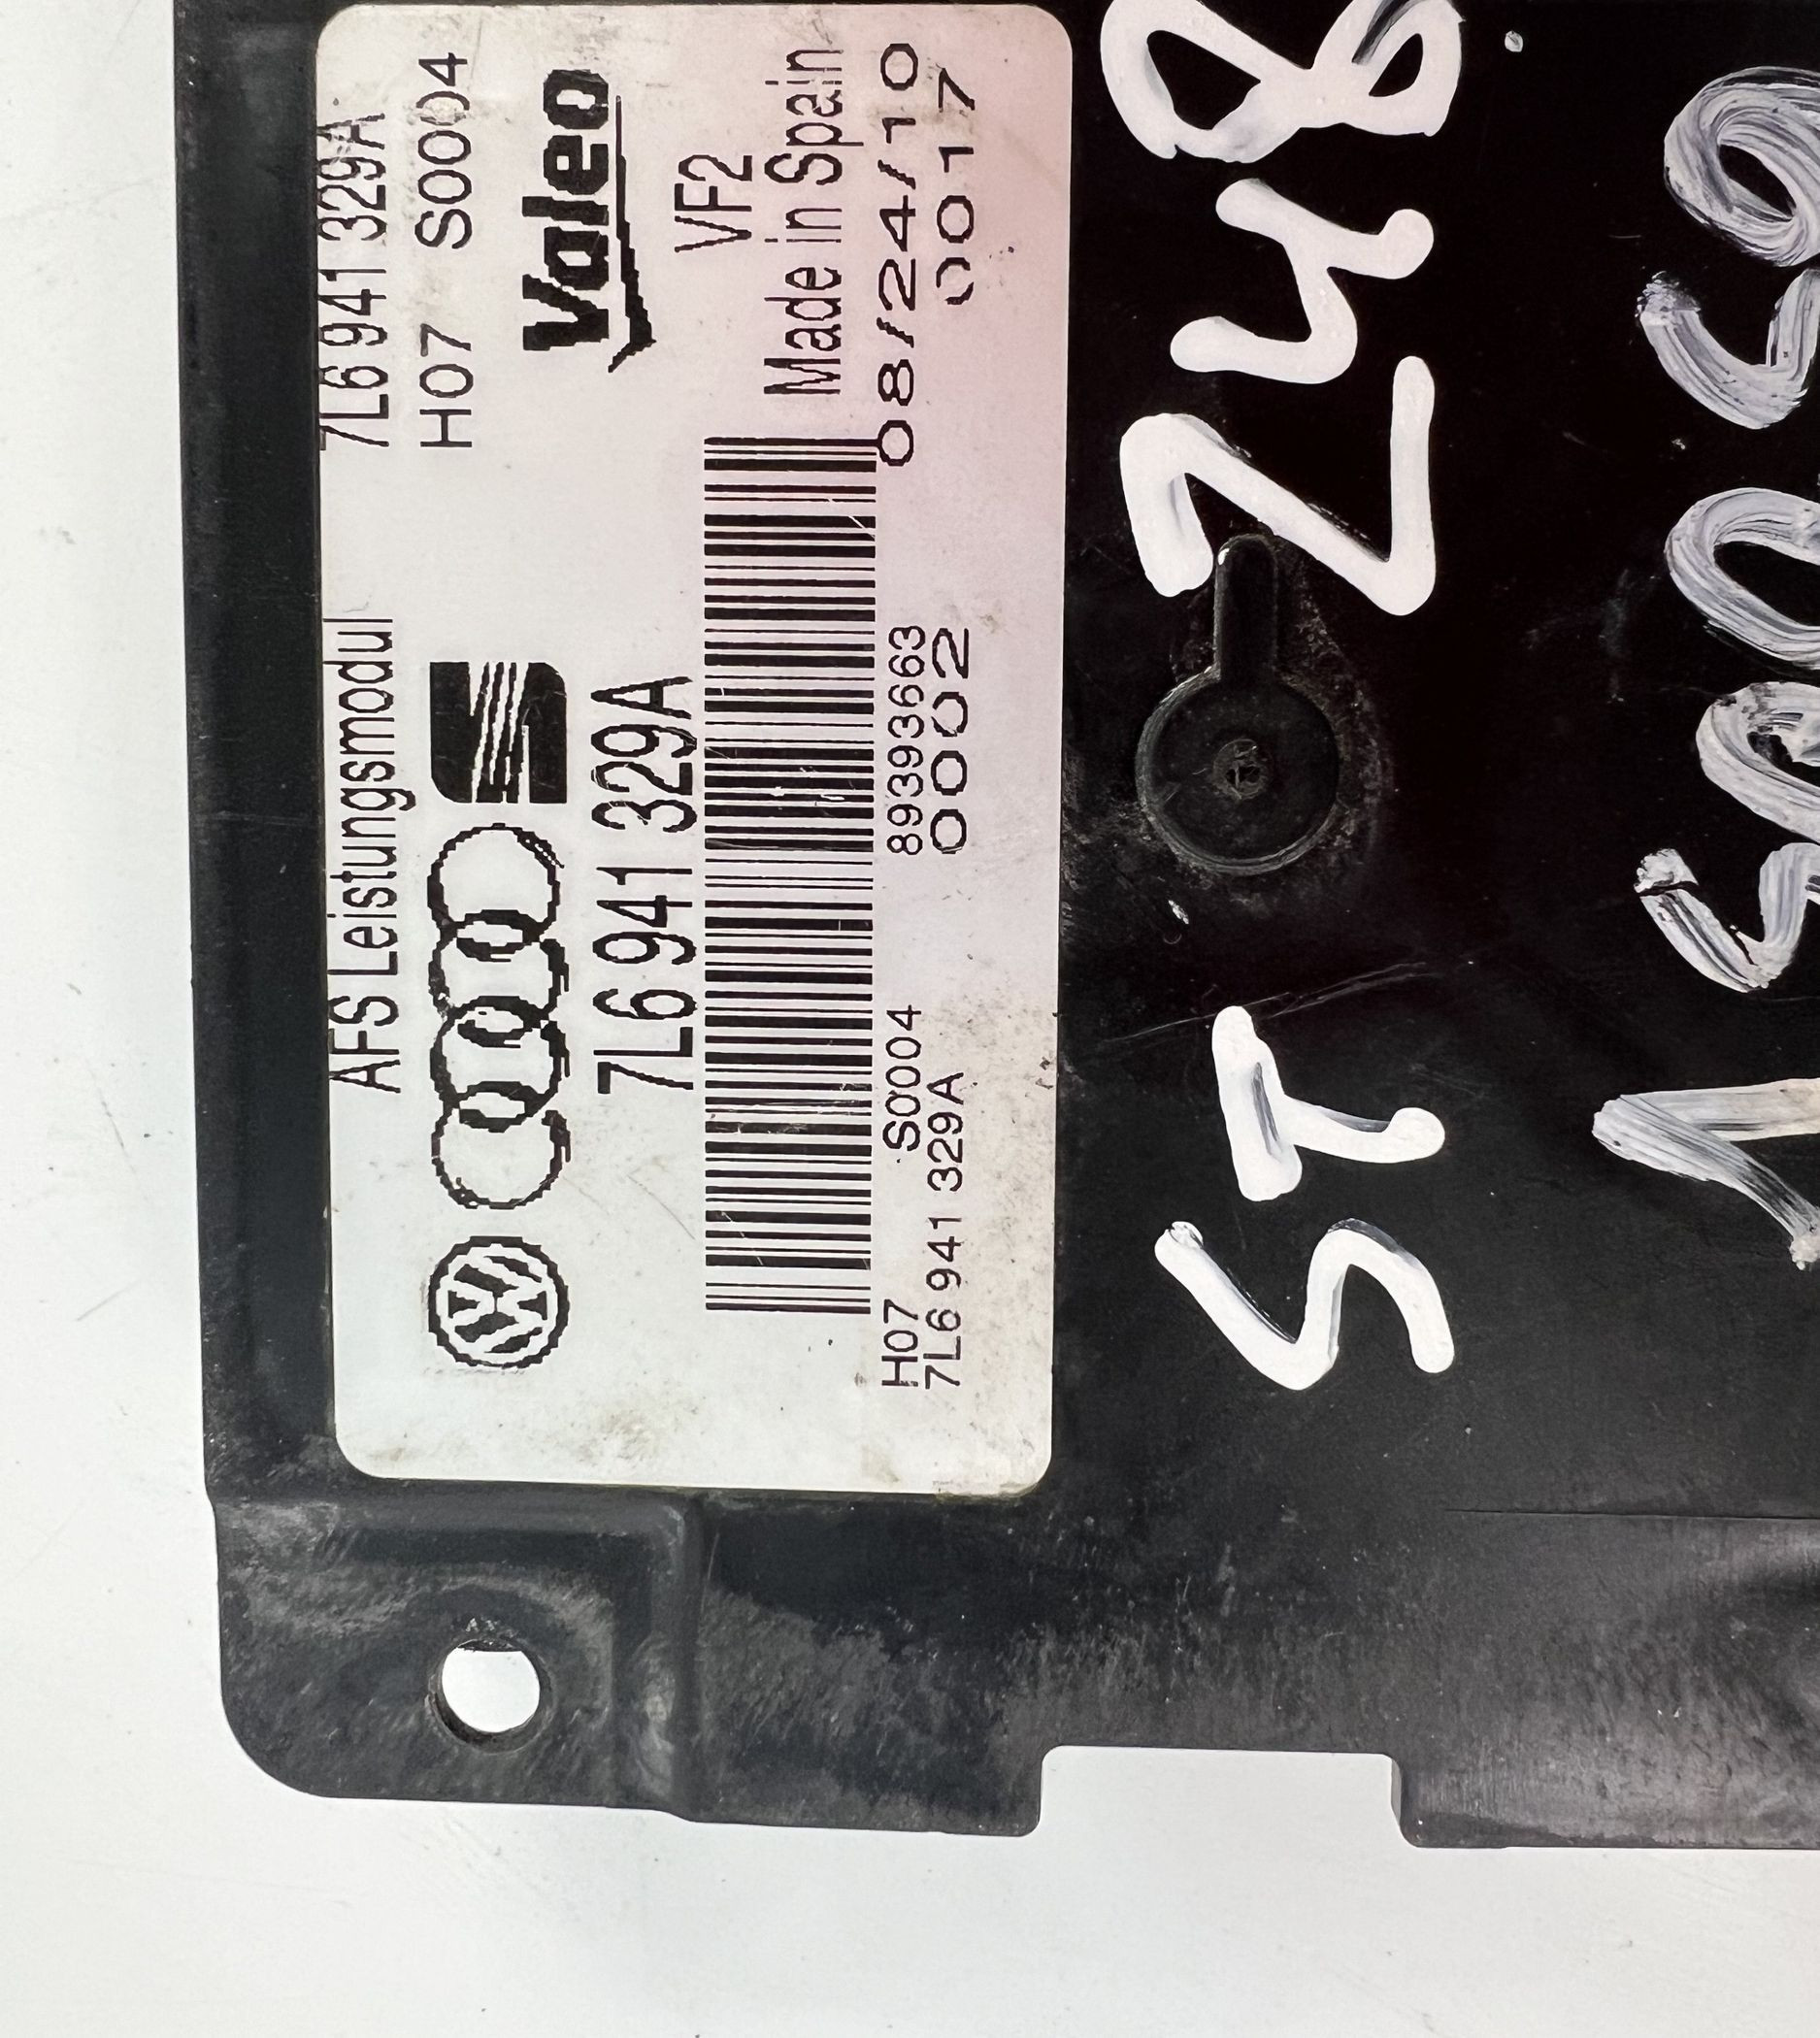 AFS Leistungsmodul 7L6 941 329A
H07 S0004
Valeo
7L6 941 329A
VF2
Made in Spain
H07 S0004 89393663 08/24/10
7L6 941 329A 0002 0017
ST Z48